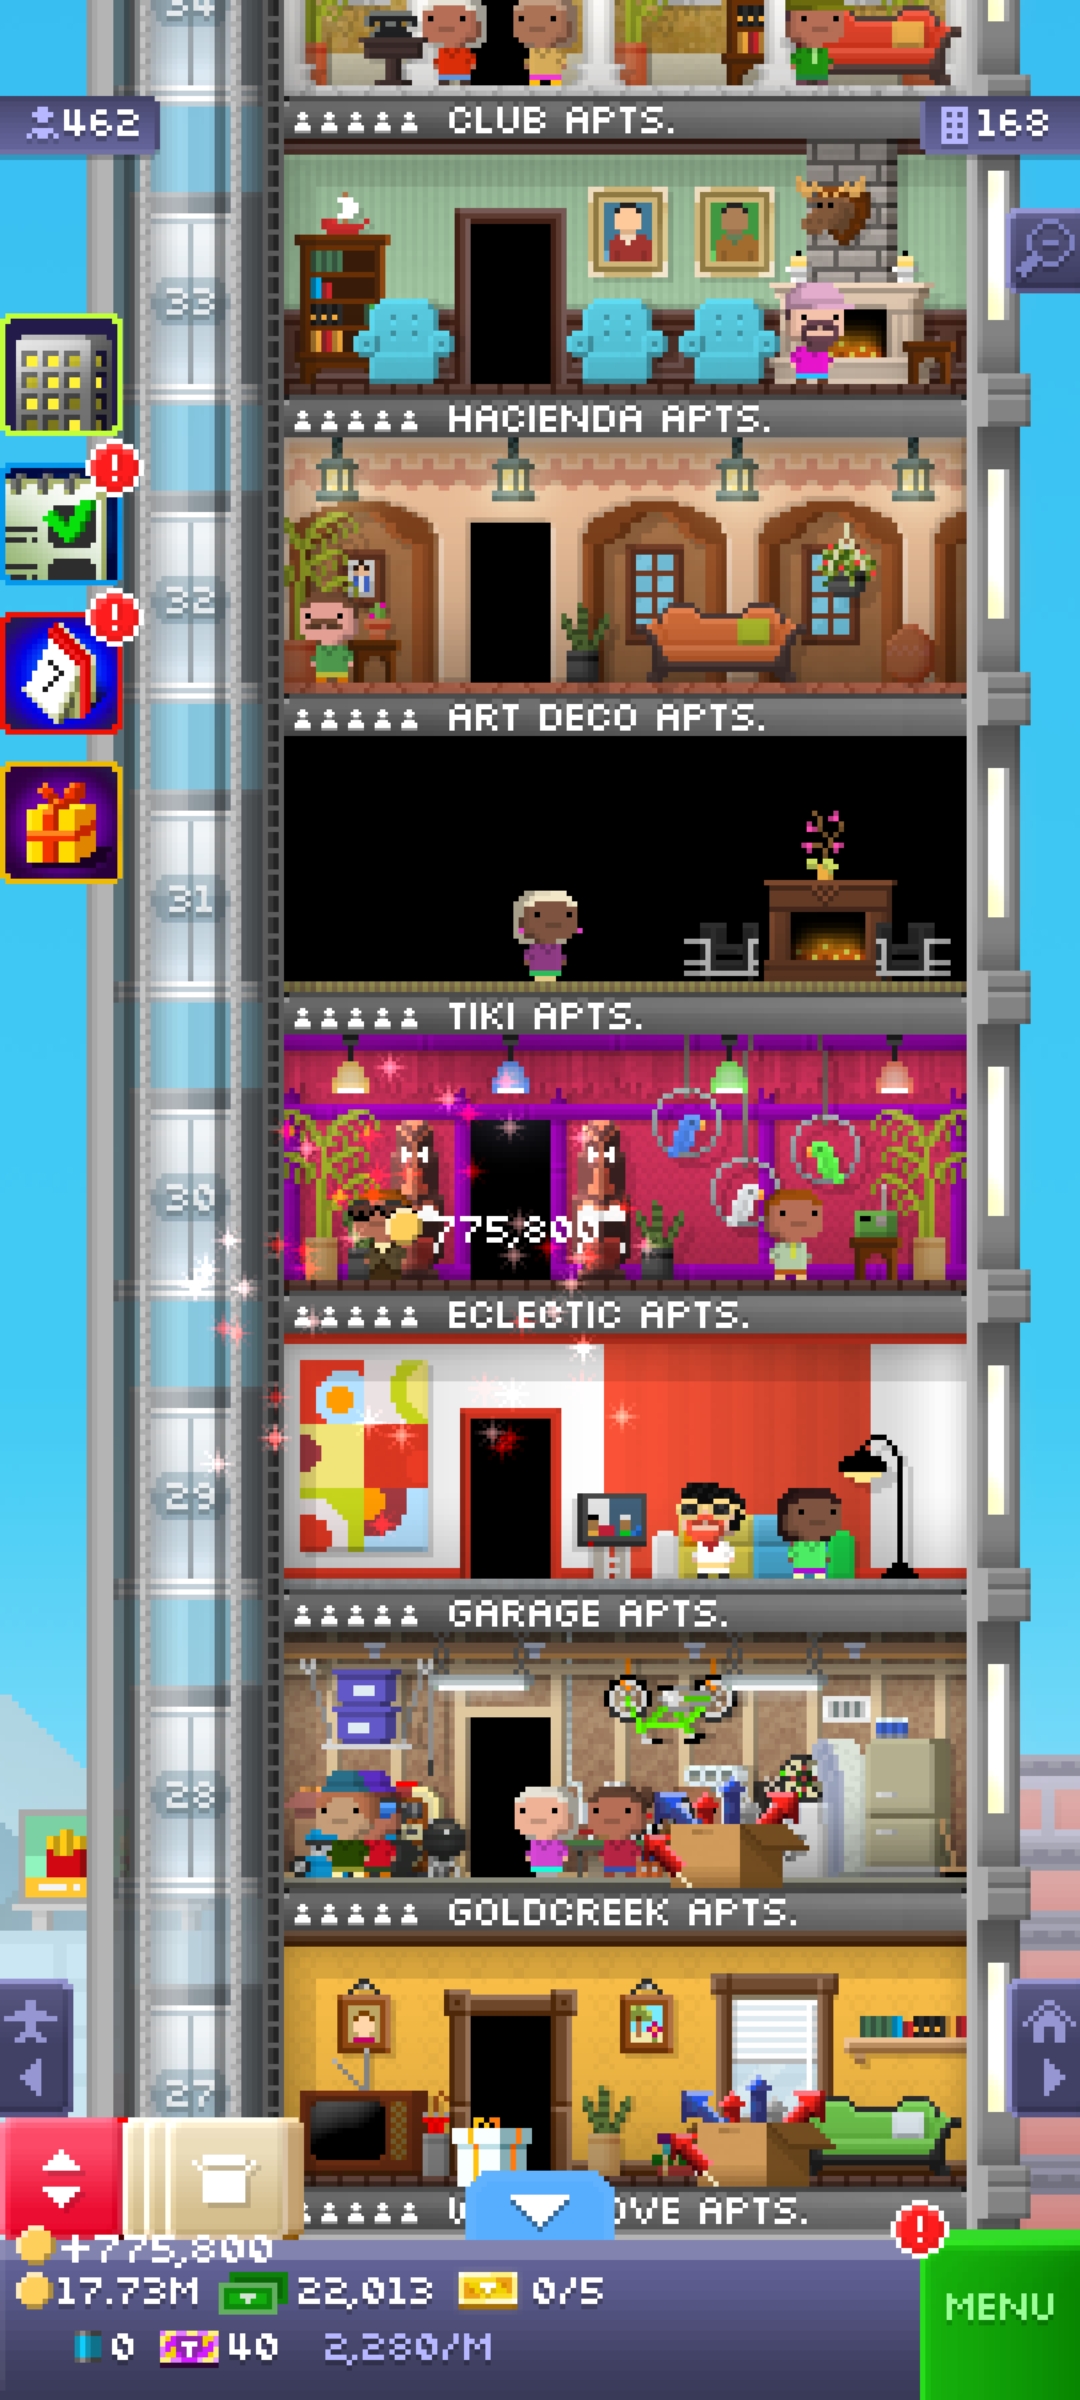 34
462
CLUB APTS.
168
33
HACIENDA APTS.
32
ART DECO APTS.
31
TIKI APTS.
30
775,800
ECLECTIC APTS.
29
GARAGE APTS.
28
GOLDCREEK APTS.
27
APTS.
+775,800
17.73M 22,013 0/5
MENU
0 T 40 2,280/M